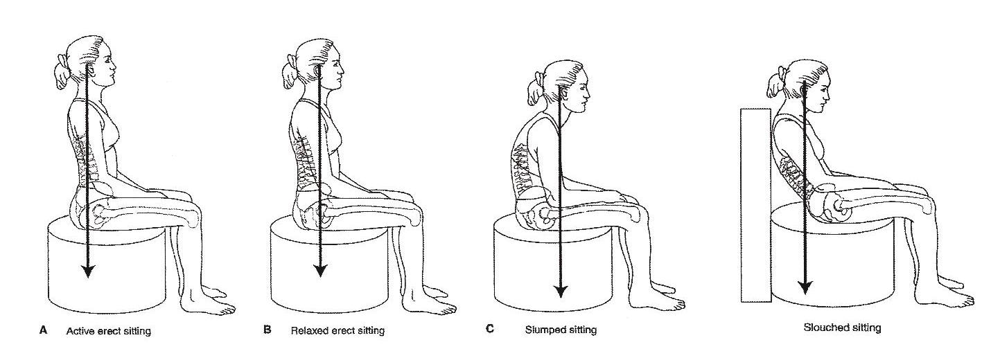 A Active erect sitting
B Relaxed erect sitting
C Slumped sitting
Slouched sitting